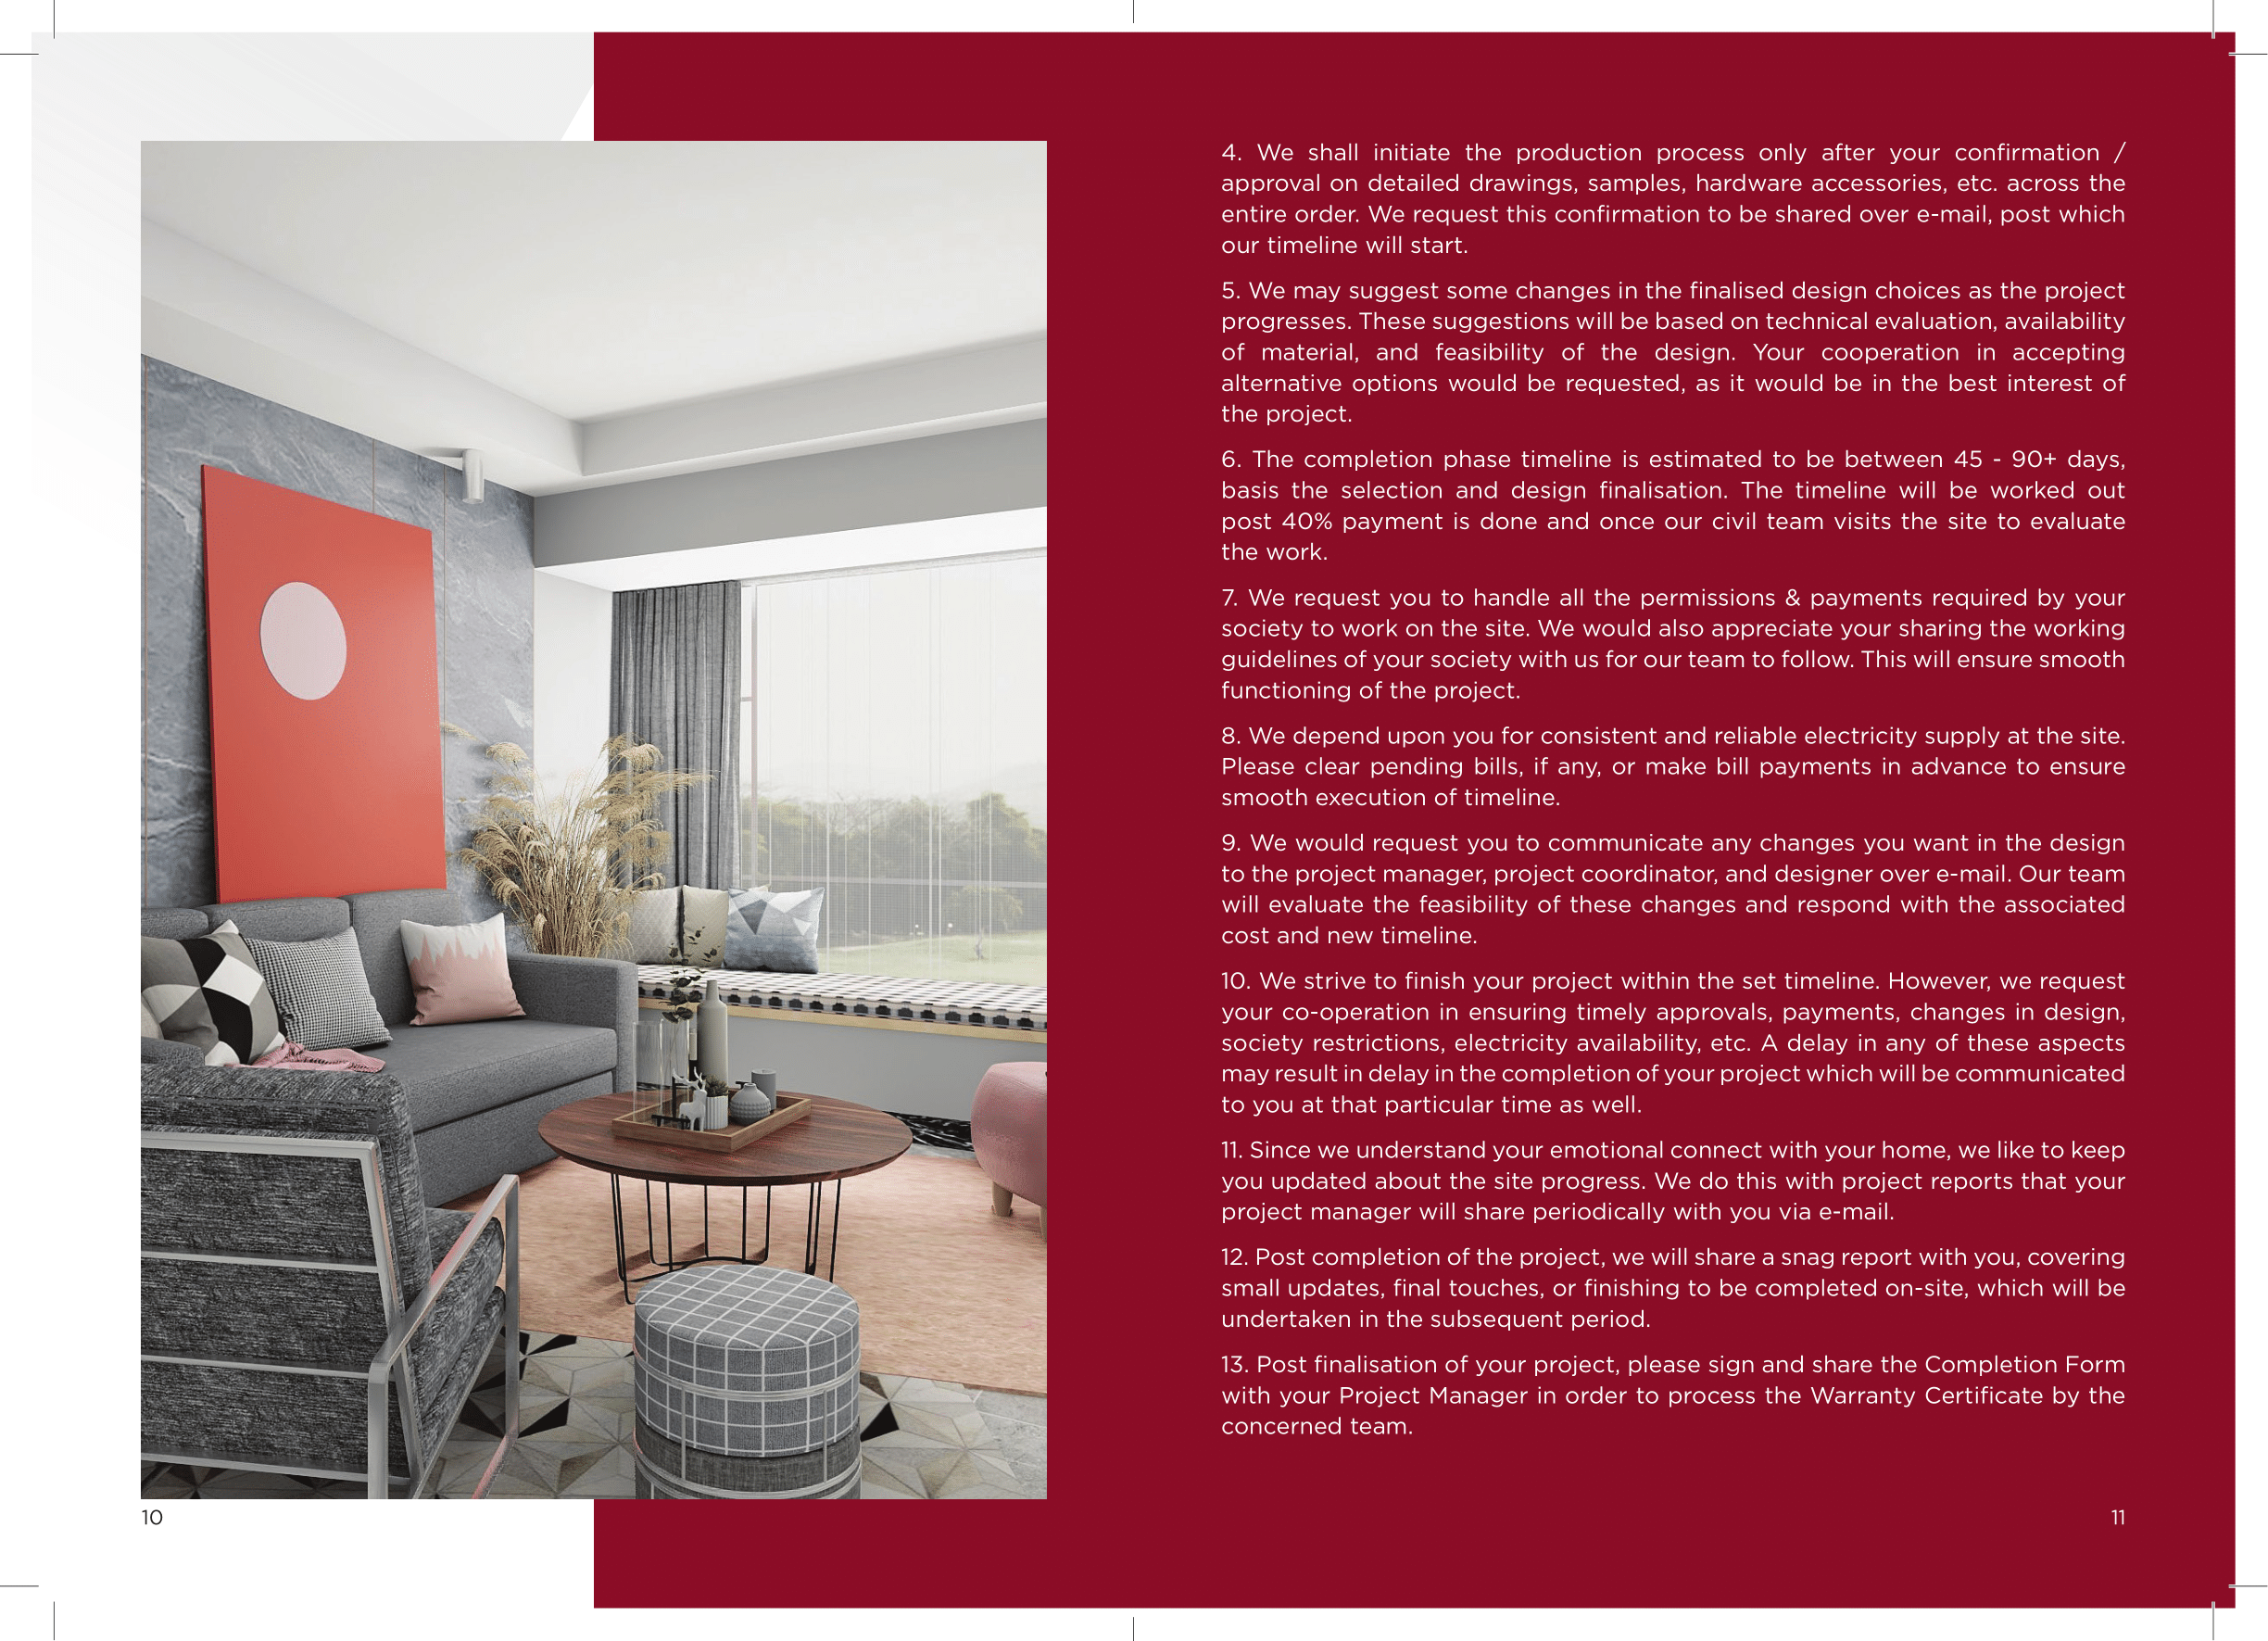 4. We shall initiate the production process only after your confirmation /
approval on detailed drawings, samples, hardware accessories, etc. across the
entire order. We request this confirmation to be shared over e-mail, post which
our timeline will start.
5. We may suggest some changes in the finalised design choices as the project
progresses. These suggestions will be based on technical evaluation, availability
of material, and feasibility of the design. Your cooperation in accepting
alternative options would be requested, as it would be in the best interest of
the project.
6. The completion phase timeline is estimated to be between 45 - 90+ days,
basis the selection and design finalisation. The timeline will be worked out
post 40% payment is done and once our civil team visits the site to evaluate
the work.
7. We request you to handle all the permissions & payments required by your
society to work on the site. We would also appreciate your sharing the working
guidelines of your society with us for our team to follow. This will ensure smooth
functioning of the project.
8. We depend upon you for consistent and reliable electricity supply at the site.
Please clear pending bills, if any, or make bill payments in advance to ensure
smooth execution of timeline.
9. We would request you to communicate any changes you want in the design
to the project manager, project coordinator, and designer over e-mail. Our team
will evaluate the feasibility of these changes and respond with the associated
cost and new timeline.
10. We strive to finish your project within the set timeline. However, we request
your co-operation in ensuring timely approvals, payments, changes in design,
society restrictions, electricity availability, etc. A delay in any of these aspects
may result in delay in the completion of your project which will be communicated
to you at that particular time as well.
11. Since we understand your emotional connect with your home, we like to keep
you updated about the site progress. We do this with project reports that your
project manager will share periodically with you via e-mail.
12. Post completion of the project, we will share a snag report with you, covering
small updates, final touches, or finishing to be completed on-site, which will be
undertaken in the subsequent period.
13. Post finalisation of your project, please sign and share the Completion Form
with your Project Manager in order to process the Warranty Certificate by the
concerned team.
10
11